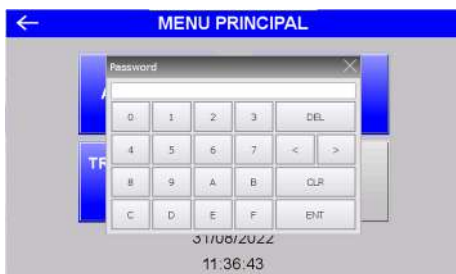 ← MENU PRINCIPAL
Password
0 1 2 3 DEL
4 5 6 7 < >
8 9 A B CLR
C D E F ENT
31/08/2022
11:36:43